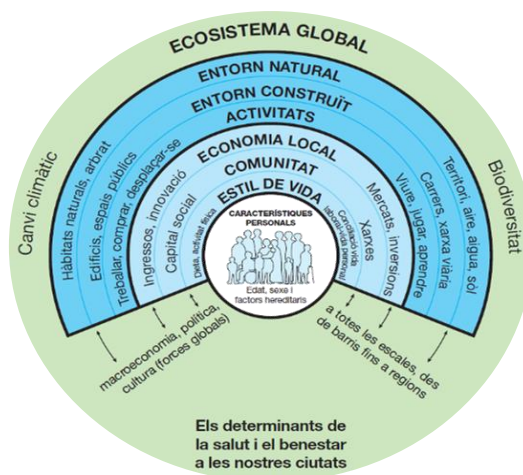 ECOSISTEMA GLOBAL
Canvi climàtic
Biodiversitat
ENTORN NATURAL
Hàbitats naturals, arbrat
Territori, aire, aigua, sòl
ENTORN CONSTRUÏT
Edificis, espais públics
Carrers, xarxa viària
ACTIVITATS
Treballar, comprar, desplaçar-se
Viure, jugar, aprendre
ECONOMIA LOCAL
Ingressos, innovació
Mercats, inversions
COMUNITAT
Capital social
Xarxes
ESTIL DE VIDA
Dieta, activitat física
Conciliació vida
laboral-vida personal
CARACTERÍSTIQUES
PERSONALS
Edat, sexe i
factors hereditaris
macroeconomia, política,
cultura (forces globals)
a totes les escales, des
de barris fins a regions
Els determinants de
la salut i el benestar
a les nostres ciutats